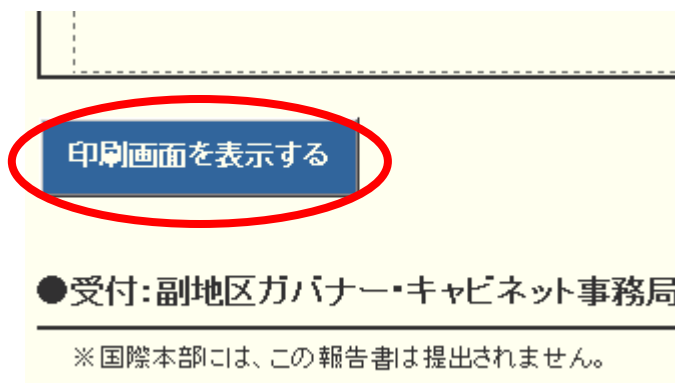 印刷画面を表示する
●受付:副地区ガバナー・キャビネット事務局
※国際本部には、この報告書は提出されません。